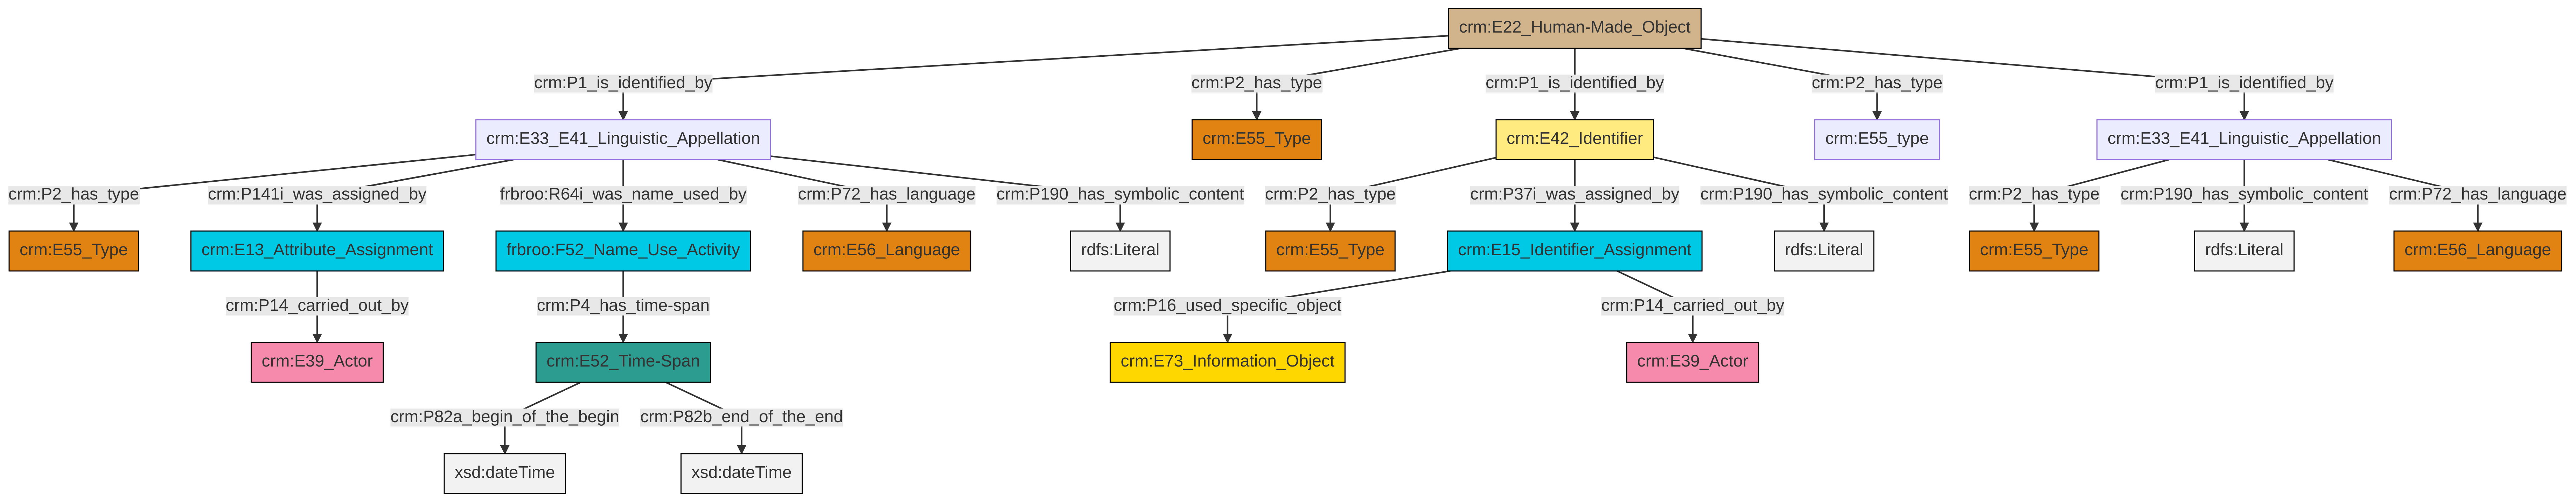 crm:E22_Human-Made_Object
crm:P1_is_identified_by
crm:P2_has_type
crm:P1_is_identified_by
crm:P2_has_type
crm:P1_is_identified_by
crm:E33_E41_Linguistic_Appellation
crm:E55_Type
crm:E42_Identifier
crm:E55_type
crm:E33_E41_Linguistic_Appellation
crm:P2_has_type
crm:P141i_was_assigned_by
frbroo:R64i_was_name_used_by
crm:P72_has_language
crm:P190_has_symbolic_content
crm:P2_has_type
crm:P37i_was_assigned_by
crm:P190_has_symbolic_content
crm:P2_has_type
crm:P190_has_symbolic_content
crm:P72_has_language
crm:E55_Type
crm:E13_Attribute_Assignment
frbroo:F52_Name_Use_Activity
crm:E56_Language
rdfs:Literal
crm:E55_Type
crm:E15_Identifier_Assignment
rdfs:Literal
crm:E55_Type
rdfs:Literal
crm:E56_Language
crm:P14_carried_out_by
crm:P4_has_time-span
crm:P16_used_specific_object
crm:P14_carried_out_by
crm:E39_Actor
crm:E52_Time-Span
crm:E73_Information_Object
crm:E39_Actor
crm:P82a_begin_of_the_begin
crm:P82b_end_of_the_end
xsd:dateTime
xsd:dateTime